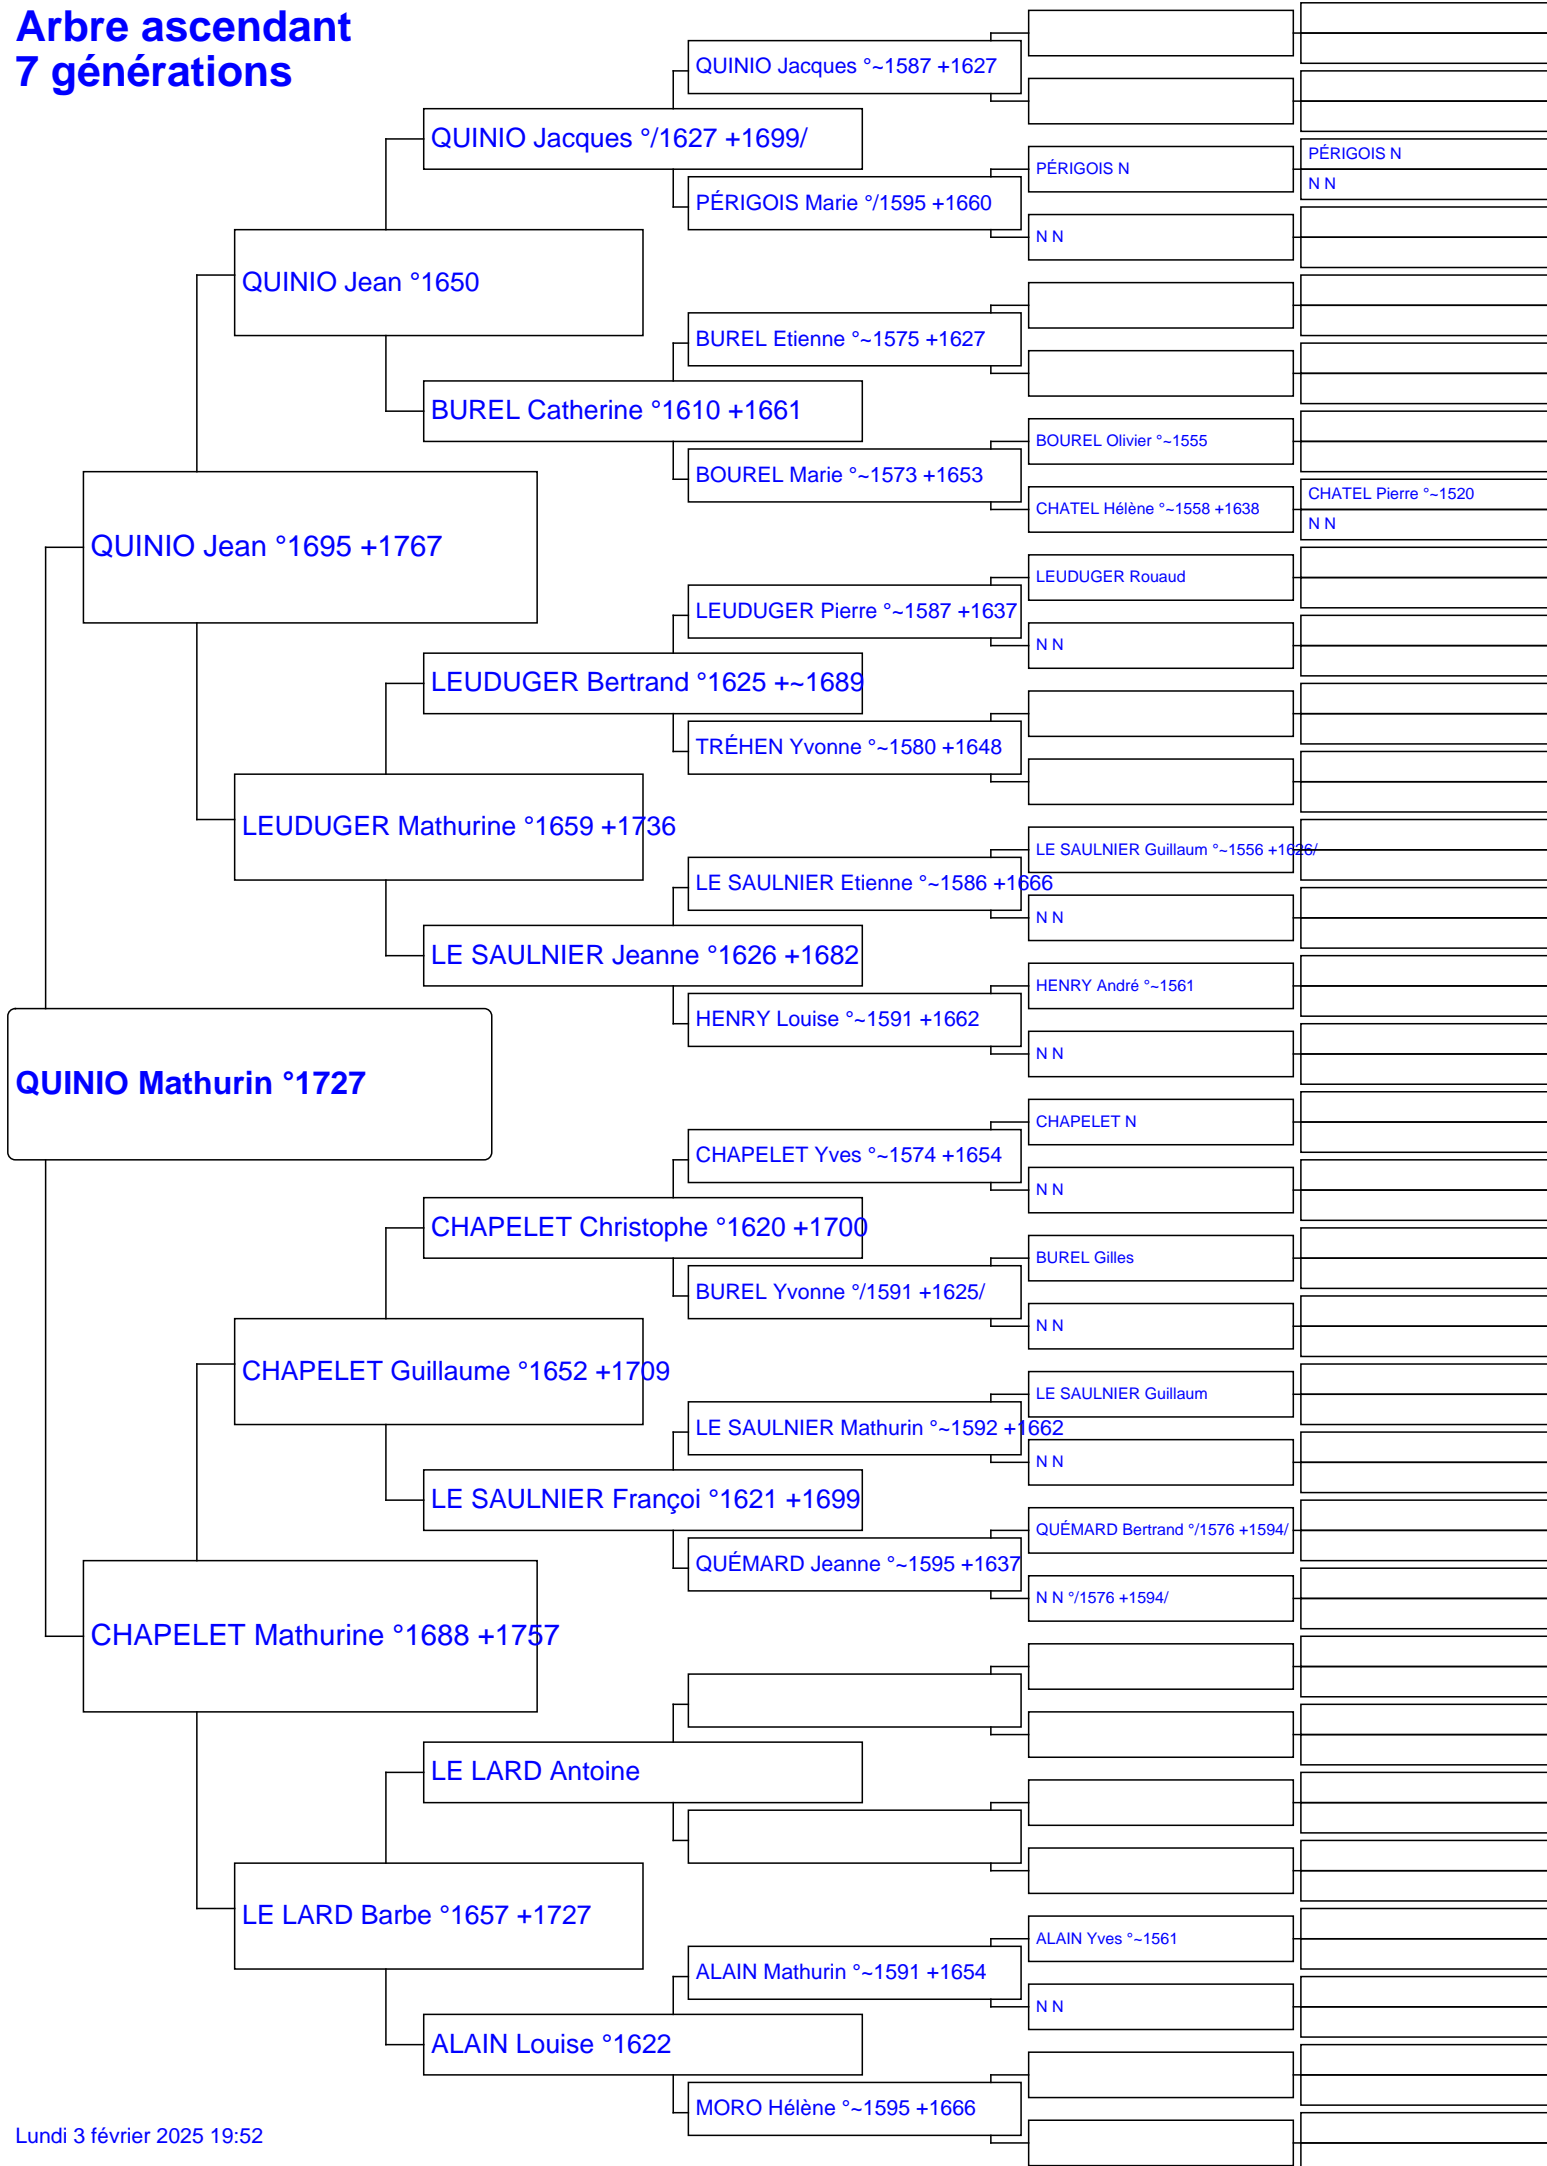 Arbre ascendant
7 générations
QUINIO Jacques °~1587 +1627
QUINIO Jacques °/1627 +1699/
PÉRIGOIS N
PÉRIGOIS N
N N
PÉRIGOIS Marie °/1595 +1660
N N
QUINIO Jean °1650
BUREL Etienne °~1575 +1627
BUREL Catherine °1610 +1661
BOUREL Olivier °~1555
BOUREL Marie °~1573 +1653
CHATEL Hélène °~1558 +1638
CHATEL Pierre °~1520
N N
QUINIO Jean °1695 +1767
LEUDUGER Rouaud
LEUDUGER Pierre °~1587 +1637
N N
LEUDUGER Bertrand °1625 +~1689
TRÉHEN Yvonne °~1580 +1648
LEUDUGER Mathurine °1659 +1736
LE SAULNIER Guillaum °~1556 +1626/
LE SAULNIER Etienne °~1586 +1666
N N
LE SAULNIER Jeanne °1626 +1682
HENRY André °~1561
HENRY Louise °~1591 +1662
N N
QUINIO Mathurin °1727
CHAPELET N
CHAPELET Yves °~1574 +1654
N N
CHAPELET Christophe °1620 +1700
BUREL Gilles
BUREL Yvonne °/1591 +1625/
N N
CHAPELET Guillaume °1652 +1709
LE SAULNIER Guillaum
LE SAULNIER Mathurin °~1592 +1662
N N
LE SAULNIER Françoi °1621 +1699
QUÉMARD Bertrand °/1576 +1594/
QUÉMARD Jeanne °~1595 +1637
N N °/1576 +1594/
CHAPELET Mathurine °1688 +1757
LE LARD Antoine
LE LARD Barbe °1657 +1727
ALAIN Yves °~1561
ALAIN Mathurin °~1591 +1654
N N
ALAIN Louise °1622
MORO Hélène °~1595 +1666
Lundi 3 février 2025 19:52